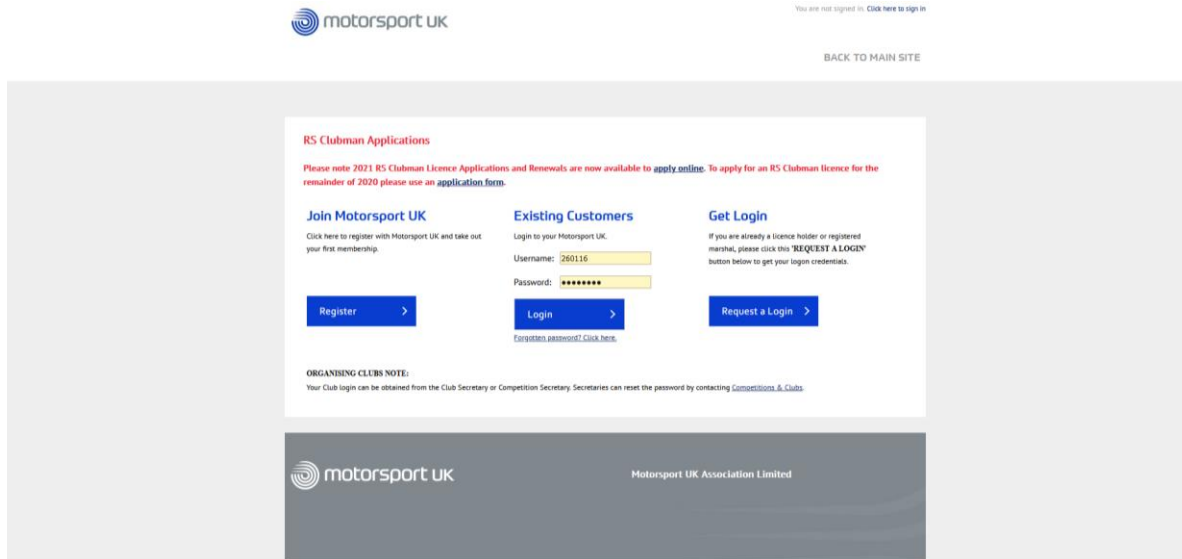 motorsport UK
You are not signed in. Click here to sign in
BACK TO MAIN SITE
RS Clubman Applications
Please note 2021 RS Clubman Licence Applications and Renewals are now available to apply online. To apply for an RS Clubman licence for the
remainder of 2020 please use an application form.
Join Motorsport UK
Click here to register with Motorsport UK and take out
your first membership.
Register >
Existing Customers
Login to your Motorsport UK.
Username: 260116
Password: ••••••••
Login >
Forgotten password? Click here.
Get Login
If you are already a licence holder or registered
marshal, please click this 'REQUEST A LOGIN'
button below to get your logon credentials.
Request a Login >
ORGANISING CLUBS NOTE:
Your Club login can be obtained from the Club Secretary or Competition Secretary. Secretaries can reset the password by contacting Competitions & Clubs.
motorsport UK
Motorsport UK Association Limited